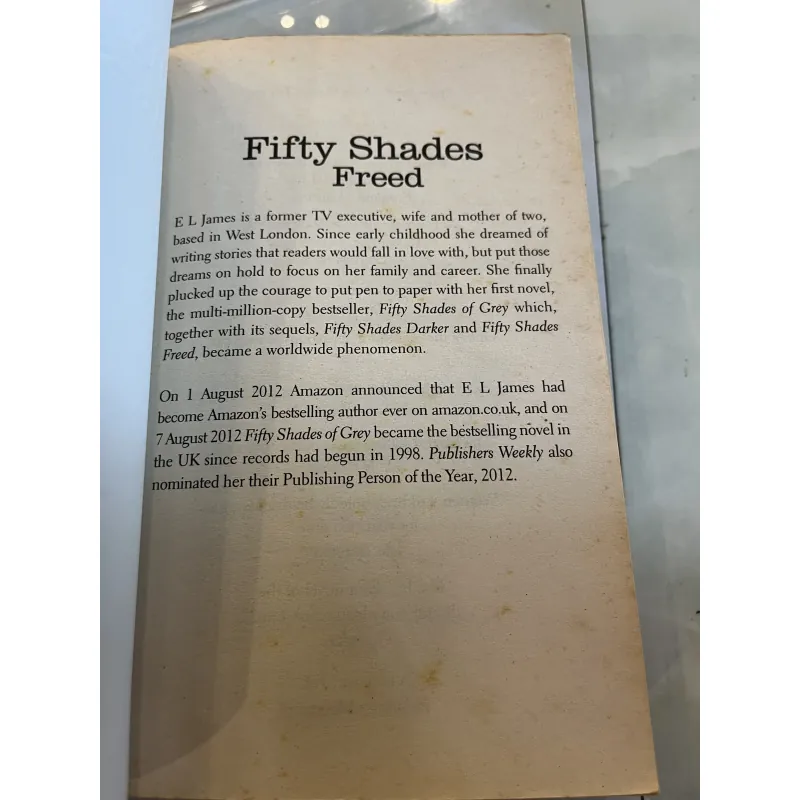 Fifty Shades
Freed
E L James is a former TV executive, wife and mother of two,
based in West London. Since early childhood she dreamed of
writing stories that readers would fall in love with, but put those
dreams on hold to focus on her family and career. She finally
plucked up the courage to put pen to paper with her first novel,
the multi-million-copy bestseller, Fifty Shades of Grey which,
together with its sequels, Fifty Shades Darker and Fifty Shades
Freed, became a worldwide phenomenon.
On 1 August 2012 Amazon announced that E L James had
become Amazon's bestselling author ever on amazon.co.uk, and on
7 August 2012 Fifty Shades of Grey became the bestselling novel in
the UK since records had begun in 1998. Publishers Weekly also
nominated her their Publishing Person of the Year, 2012.